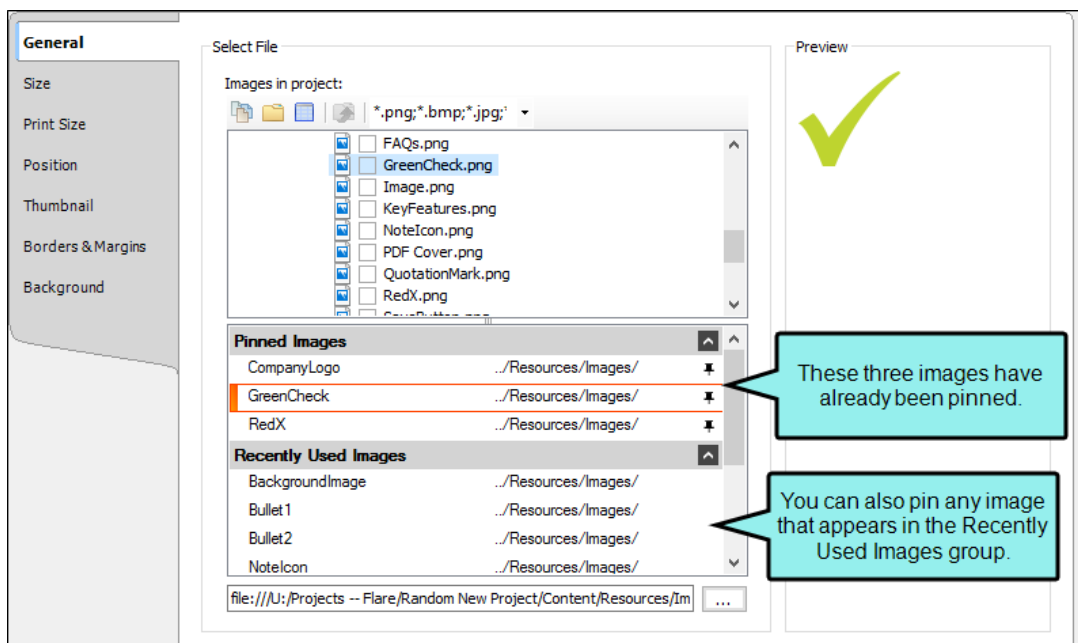 General
Size
Print Size
Position
Thumbnail
Borders & Margins
Background
Select File
Images in project:
*.png;*.bmp;*.jpg;*
FAQs.png
GreenCheck.png
Image.png
KeyFeatures.png
NoteIcon.png
PDF Cover.png
QuotationMark.png
RedX.png
Pinned Images
CompanyLogo ../Resources/Images/
GreenCheck ../Resources/Images/
RedX ../Resources/Images/
Recently Used Images
BackgroundImage ../Resources/Images/
Bullet1 ../Resources/Images/
Bullet2 ../Resources/Images/
NoteIcon ../Resources/Images/
file:///U:/Projects -- Flare/Random New Project/Content/Resources/Im
...
Preview
These three images have
already been pinned.
You can also pin any image
that appears in the Recently
Used Images group.